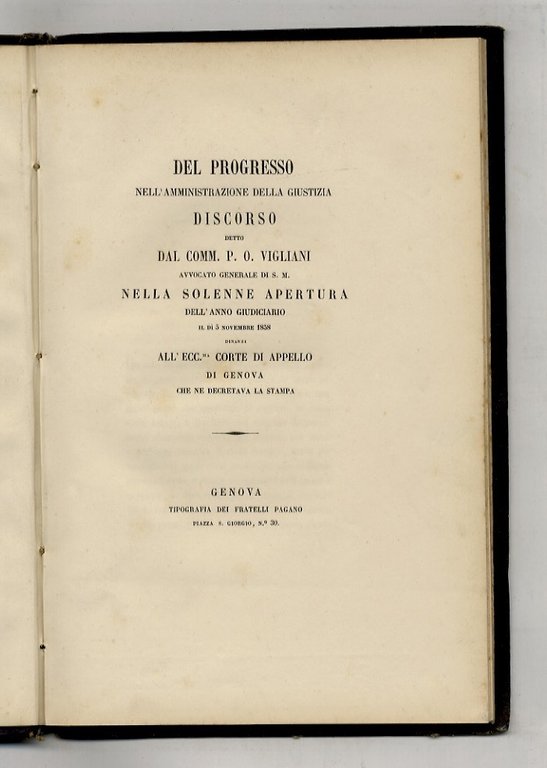 DEL PROGRESSO
NELL'AMMINISTRAZIONE DELLA GIUSTIZIA
DISCORSO
DETTO
DAL COMM. P. O. VIGLIANI
AVVOCATO GENERALE DI S. M.
NELLA SOLENNE APERTURA
DELL'ANNO GIUDICIARIO
IL DÌ 5 NOVEMBRE 1858
DINANZI
ALL' ECC.MA CORTE DI APPELLO
DI GENOVA
CHE NE DECRETAVA LA STAMPA
GENOVA
TIPOGRAFIA DEI FRATELLI PAGANO
PIAZZA S. GIORGIO, N.º 30.